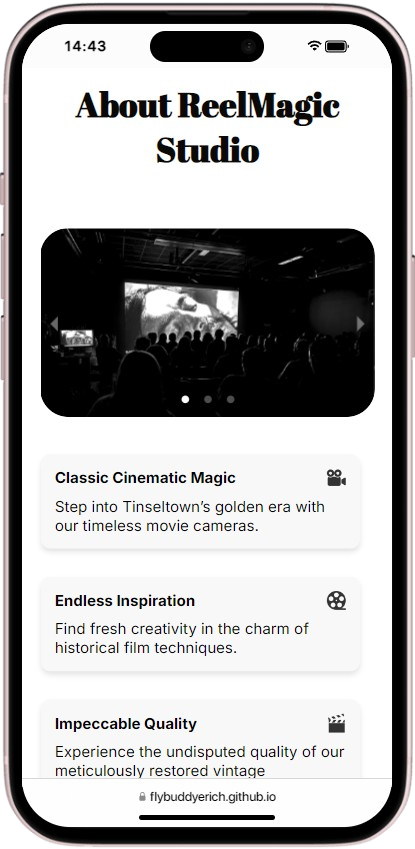 14:43
About ReelMagic
Studio
Classic Cinematic Magic
Step into Tinseltown’s golden era with
our timeless movie cameras.
Endless Inspiration
Find fresh creativity in the charm of
historical film techniques.
Impeccable Quality
Experience the undisputed quality of our
meticulously restored vintage
flybuddyerich.github.io